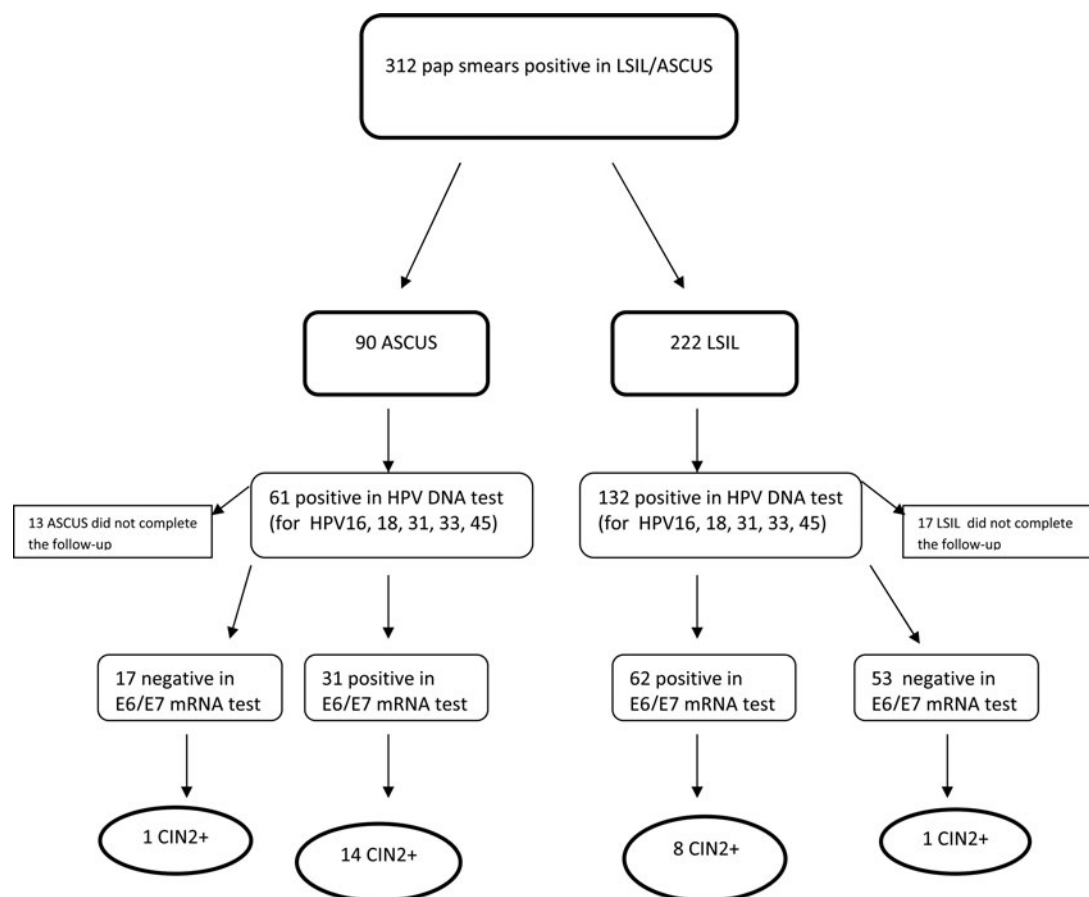 312 pap smears positive in LSIL/ASCUS
90 ASCUS
222 LSIL
61 positive in HPV DNA test
(for HPV16, 18, 31, 33, 45)
132 positive in HPV DNA test
(for HPV16, 18, 31, 33, 45)
13 ASCUS did not complete
the follow-up
17 LSIL did not complete
the follow-up
17 negative in
E6/E7 mRNA test
31 positive in
E6/E7 mRNA test
62 positive in
E6/E7 mRNA test
53 negative in
E6/E7 mRNA test
1 CIN2+
14 CIN2+
8 CIN2+
1 CIN2+